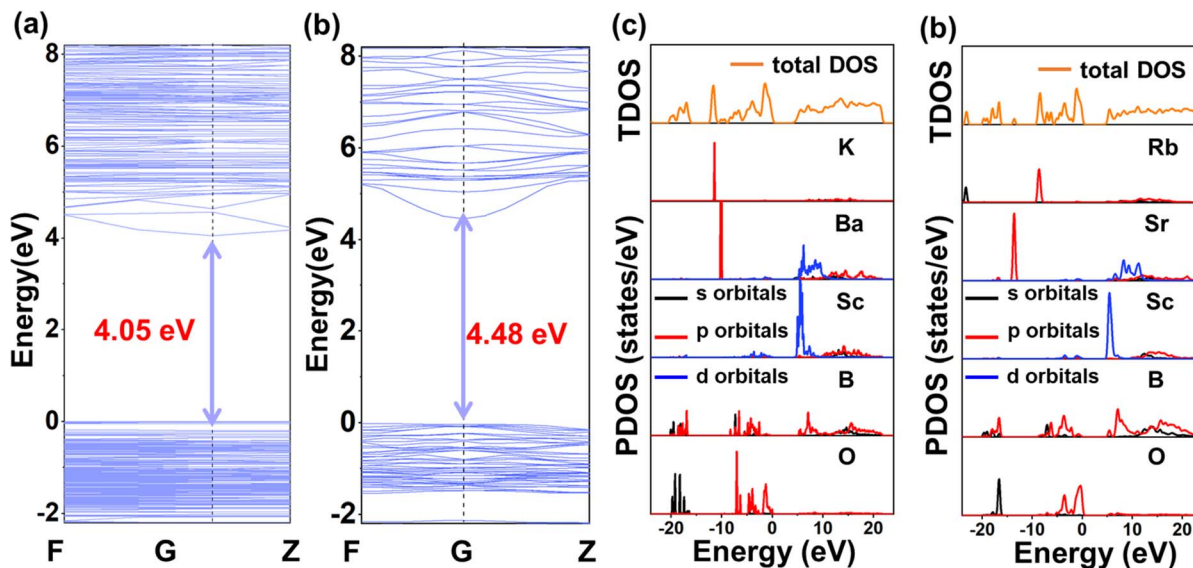 (a)
Energy(eV)
8
6
4
2
0
-2
4.05 eV
F
G
Z
(b)
Energy(eV)
8
6
4
2
0
-2
4.48 eV
F
G
Z
(c)
TDOS
PDOS (states/eV)
total DOS
K
Ba
s orbitals
Sc
p orbitals
d orbitals
B
O
-20 -10 0 10 20
Energy (eV)
(b)
TDOS
PDOS (states/eV)
total DOS
Rb
Sr
s orbitals
Sc
p orbitals
d orbitals
B
O
-20 -10 0 10 20
Energy (eV)